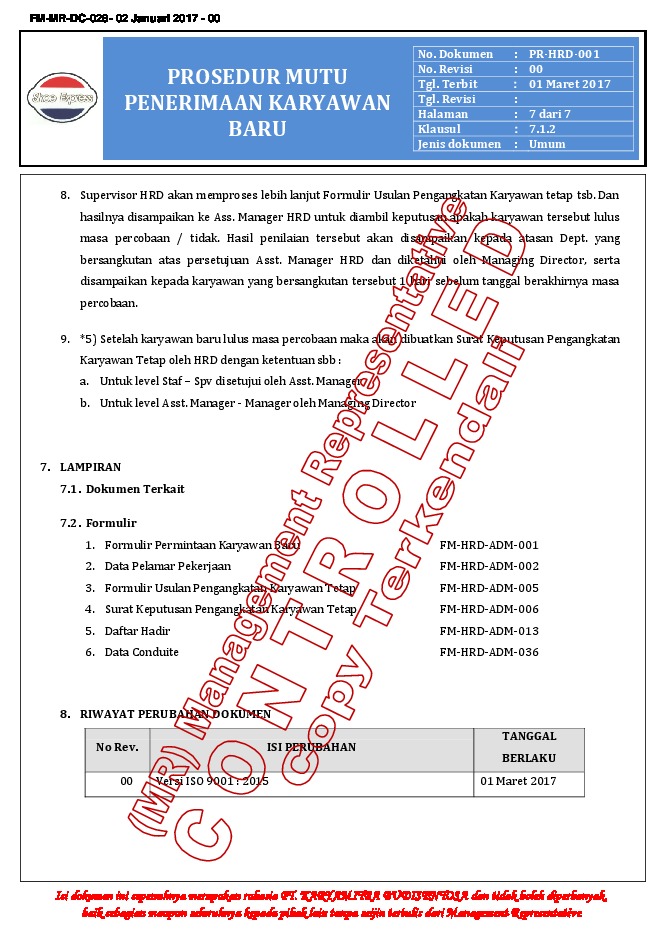 FM-MR-DC-028- 02 Januari 2017 - 00
Shoe Express
PROSEDUR MUTU
PENERIMAAN KARYAWAN
BARU
No. Dokumen : PR-HRD-001
No. Revisi : 00
Tgl. Terbit : 01 Maret 2017
Tgl. Revisi :
Halaman : 7 dari 7
Klausul : 7.1.2
Jenis dokumen : Umum
8. Supervisor HRD akan memproses lebih lanjut Formulir Usulan Pengangkatan Karyawan tetap tsb. Dan
hasilnya disampaikan ke Ass. Manager HRD untuk diambil keputusan apakah karyawan tersebut lulus
masa percobaan / tidak. Hasil penilaian tersebut akan disampaikan kepada atasan Dept. yang
bersangkutan atas persetujuan Asst. Manager HRD dan diketahui oleh Managing Director, serta
disampaikan kepada karyawan yang bersangkutan tersebut 1 hari sebelum tanggal berakhirnya masa
percobaan.
9. *5) Setelah karyawan baru lulus masa percobaan maka akan dibuatkan Surat Keputusan Pengangkatan
Karyawan Tetap oleh HRD dengan ketentuan sbb :
a. Untuk level Staf – Spv disetujui oleh Asst. Manager
b. Untuk level Asst. Manager - Manager oleh Managing Director
7. LAMPIRAN
7.1. Dokumen Terkait
7.2. Formulir
1. Formulir Permintaan Karyawan Baru FM-HRD-ADM-001
2. Data Pelamar Pekerjaan FM-HRD-ADM-002
3. Formulir Usulan Pengangkatan Karyawan Tetap FM-HRD-ADM-005
4. Surat Keputusan Pengangkatan Karyawan Tetap FM-HRD-ADM-006
5. Daftar Hadir FM-HRD-ADM-013
6. Data Conduite FM-HRD-ADM-036
8. RIWAYAT PERUBAHAN DOKUMEN
No Rev. ISI PERUBAHAN TANGGAL
BERLAKU
00 Versi ISO 9001 : 2015 01 Maret 2017
(MR) Management Representative
CONTROLLED
Copy Terkendali
Isi dokumen ini sepenuhnya merupakan rahasia PT. KARYAMITRA BUDISENTOSA dan tidak boleh diperbanyak,
baik sebagian maupun seluruhnya kepada pihak lain tanpa seijin tertulis dari Management Representative